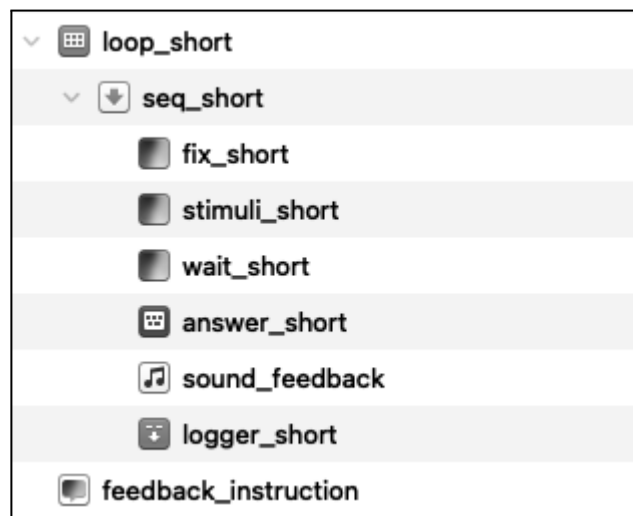 loop_short
seq_short
fix_short
stimuli_short
wait_short
answer_short
sound_feedback
logger_short
feedback_instruction